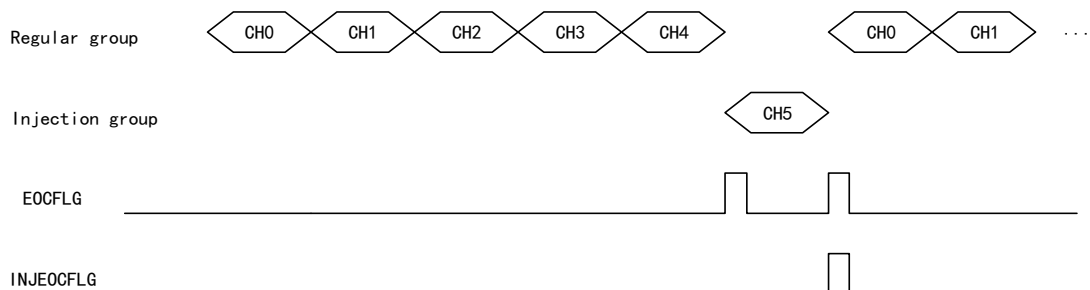 Regular group CH0 CH1 CH2 CH3 CH4 CH0 CH1 ...
Injection group CH5
EOCFLG
INJEOCFLG